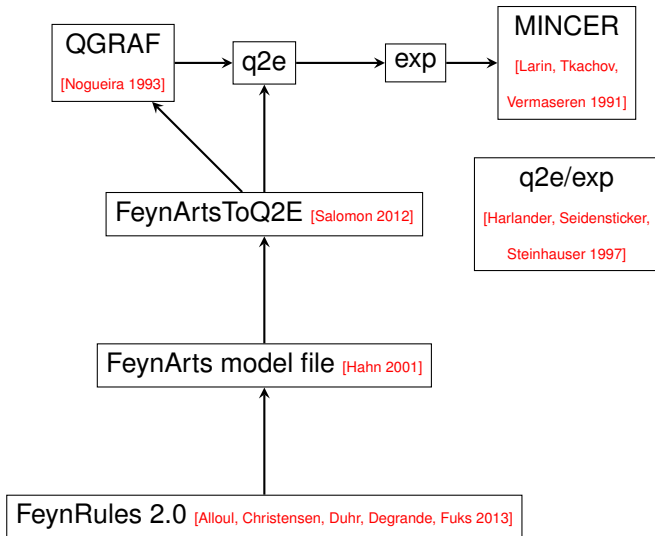 QGRAF
[Nogueira 1993]
q2e
exp
MINCER
[Larin, Tkachov,
Vermaseren 1991]
FeynArtsToQ2E [Salomon 2012]
q2e/exp
[Harlander, Seidensticker,
Steinhauser 1997]
FeynArts model file [Hahn 2001]
FeynRules 2.0 [Alloul, Christensen, Duhr, Degrande, Fuks 2013]